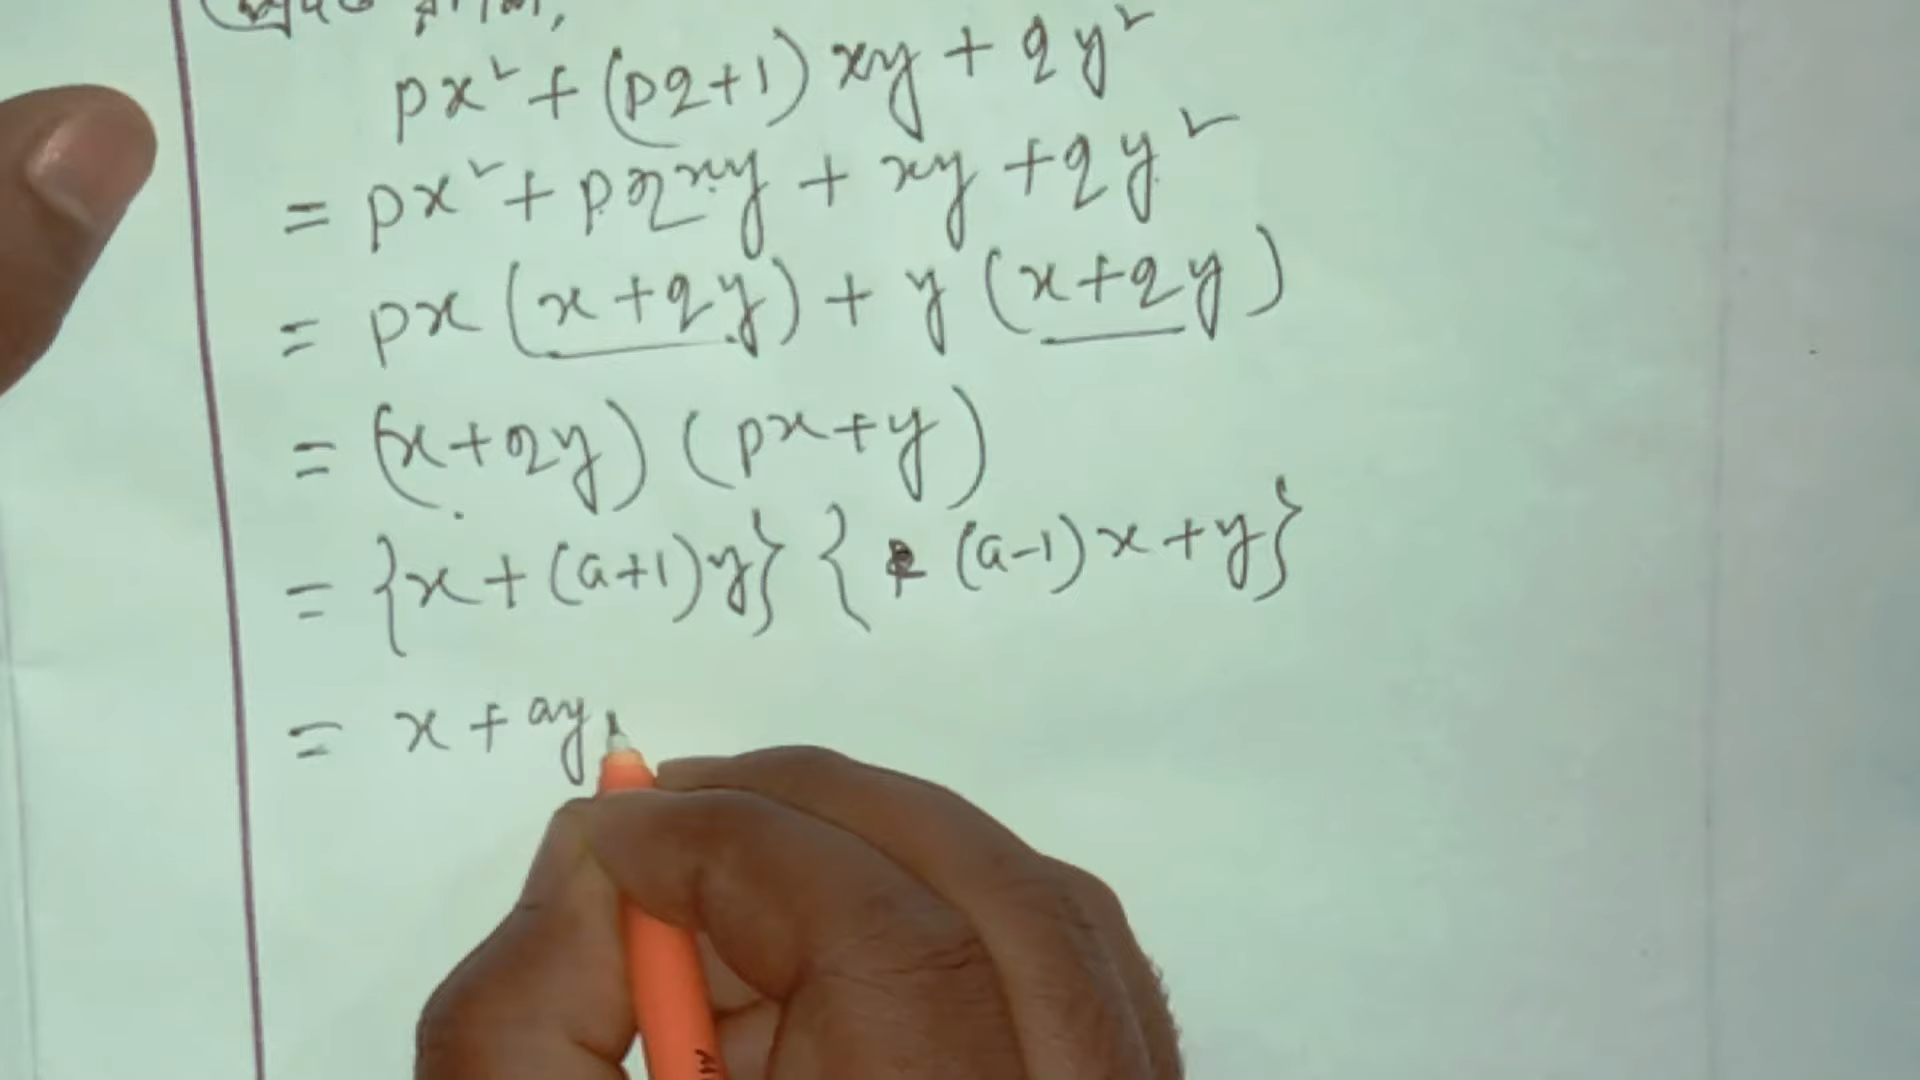 px² + (pq+1) xy + qy²
= px² + pqxy + xy + qy²
= px (x+qy) + y (x+qy)
= (x+qy) (px+y)
= {x + (a+1)y} { (a-1)x + y}
= x + ay